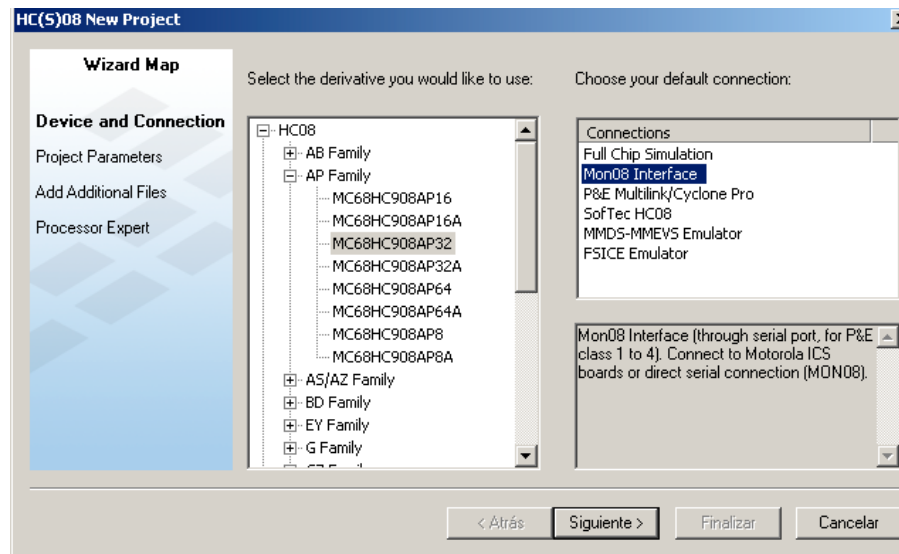 HC(S)08 New Project
Wizard Map
Device and Connection
Project Parameters
Add Additional Files
Processor Expert
Select the derivative you would like to use:
HC08
AB Family
AP Family
MC68HC908AP16
MC68HC908AP16A
MC68HC908AP32
MC68HC908AP32A
MC68HC908AP64
MC68HC908AP64A
MC68HC908AP8
MC68HC908AP8A
AS/AZ Family
BD Family
EY Family
G Family
Choose your default connection:
Connections
Full Chip Simulation
Mon08 Interface
P&E Multilink/Cyclone Pro
SofTec HC08
MMDS-MMEVS Emulator
FSICE Emulator
Mon08 Interface (through serial port, for P&E
class 1 to 4). Connect to Motorola ICS
boards or direct serial connection (MON08).
< Atrás
Siguiente >
Finalizar
Cancelar